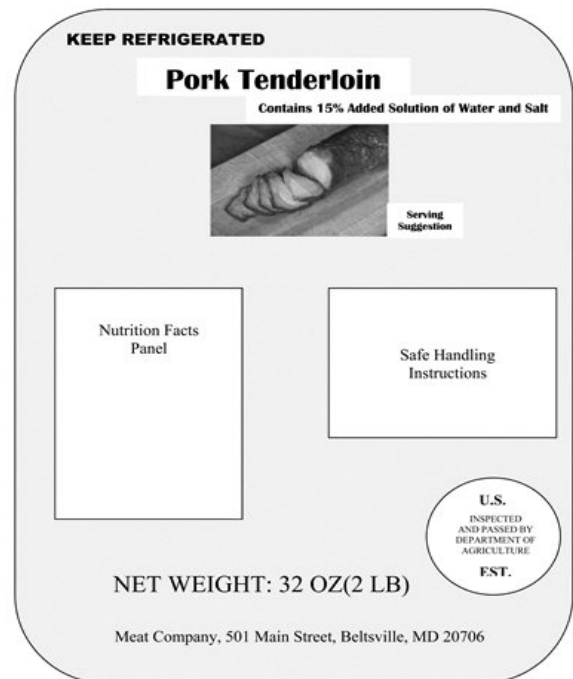 KEEP REFRIGERATED
Pork Tenderloin
Contains 15% Added Solution of Water and Salt
Serving
Suggestion
Nutrition Facts
Panel
Safe Handling
Instructions
U.S.
INSPECTED
AND PASSED BY
DEPARTMENT OF
AGRICULTURE
EST.
NET WEIGHT: 32 OZ(2 LB)
Meat Company, 501 Main Street, Beltsville, MD 20706